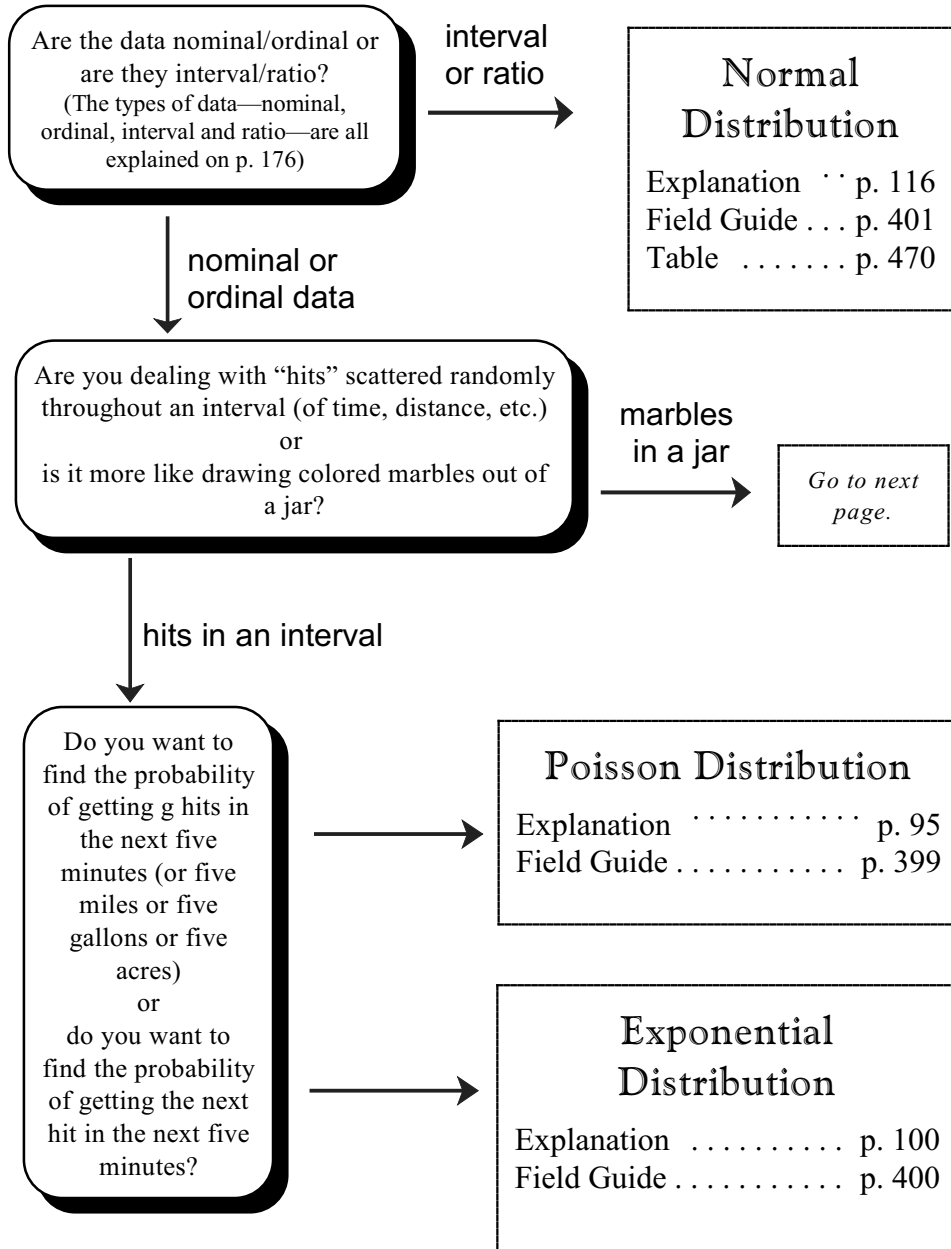 Are the data nominal/ordinal or
are they interval/ratio?
(The types of data—nominal,
ordinal, interval and ratio—are all
explained on p. 176)
interval
or ratio
Normal
Distribution
Explanation . . p. 116
Field Guide . . . p. 401
Table . . . . . . . p. 470
nominal or
ordinal data
Are you dealing with “hits” scattered randomly
throughout an interval (of time, distance, etc.)
or
is it more like drawing colored marbles out of
a jar?
marbles
in a jar
Go to next
page.
hits in an interval
Do you want to
find the probability
of getting g hits in
the next five
minutes (or five
miles or five
gallons or five
acres)
or
do you want to
find the probability
of getting the next
hit in the next five
minutes?
Poisson Distribution
Explanation . . . . . . . . . . . p. 95
Field Guide . . . . . . . . . . . p. 399
Exponential
Distribution
Explanation . . . . . . . . . . p. 100
Field Guide . . . . . . . . . . . p. 400